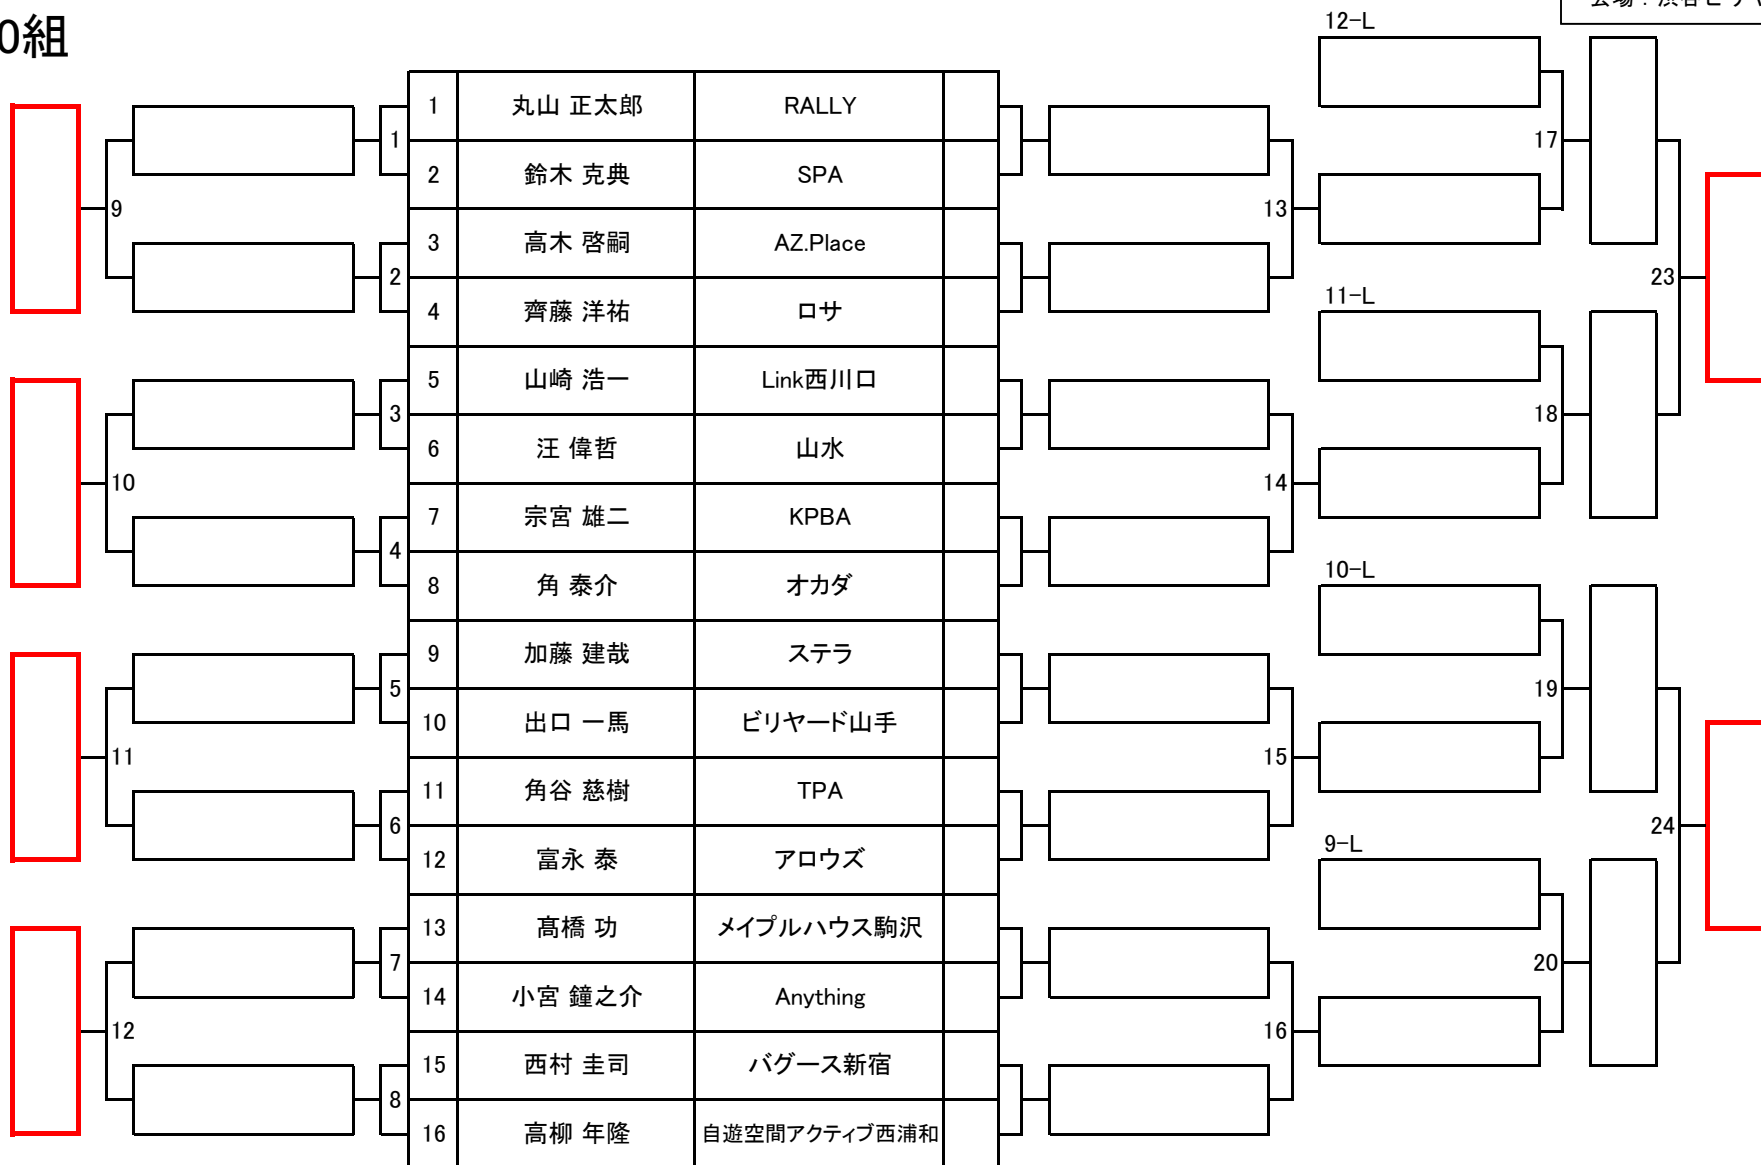 0組
12-L
1 丸山 正太郎 RALLY
1
17
2 鈴木 克典 SPA
9
13
3 高木 啓嗣 AZ.Place
2
23
4 齊藤 洋祐 ロサ
11-L
5 山崎 浩一 Link西川口
3
18
6 汪 偉哲 山水
10
14
7 宗宮 雄二 KPBA
4
8 角 泰介 オカダ
10-L
9 加藤 建哉 ステラ
5
19
10 出口 一馬 ビリヤード山手
11
15
11 角谷 慈樹 TPA
6
24
12 富永 泰 アロウズ
9-L
13 髙橋 功 メイプルハウス駒沢
7
20
14 小宮 鐘之介 Anything
12
16
15 西村 圭司 バグース新宿
8
16 高柳 年隆 自遊空間アクティブ西浦和